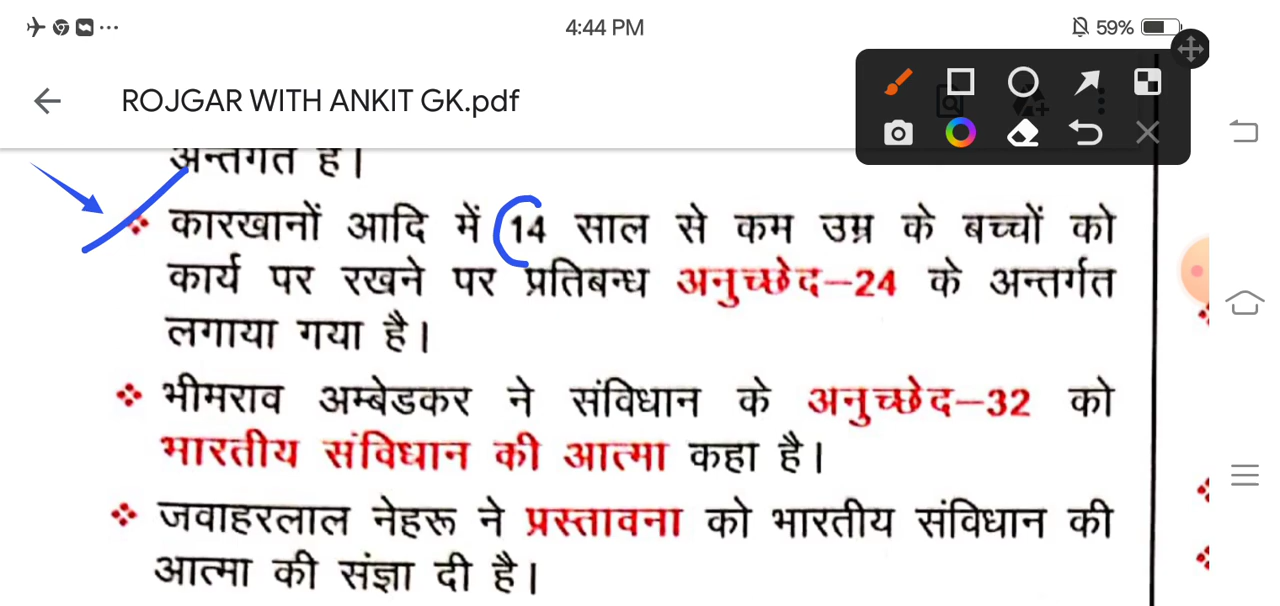 4:44 PM
59%
ROJGAR WITH ANKIT GK.pdf
अन्तर्गत है।
कारखानों आदि में 14 साल से कम उम्र के बच्चों को
कार्य पर रखने पर प्रतिबन्ध अनुच्छेद–24 के अन्तर्गत
लगाया गया है।
भीमराव अम्बेडकर ने संविधान के अनुच्छेद–32 को
भारतीय संविधान की आत्मा कहा है।
जवाहरलाल नेहरू ने प्रस्तावना को भारतीय संविधान की
आत्मा की संज्ञा दी है।